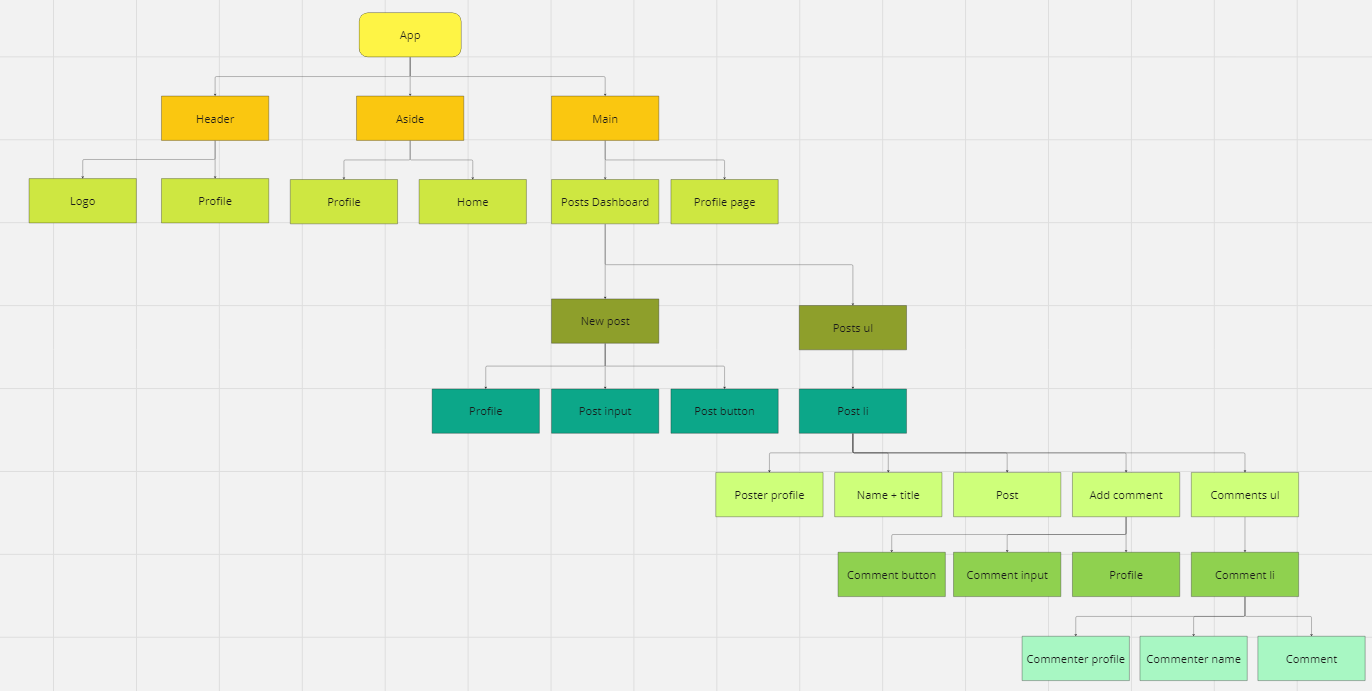 App
Header
Aside
Main
Logo
Profile
Profile
Home
Posts Dashboard
Profile page
New post
Posts ul
Profile
Post input
Post button
Post li
Poster profile
Name + title
Post
Add comment
Comments ul
Comment button
Comment input
Profile
Comment li
Commenter profile
Commenter name
Comment